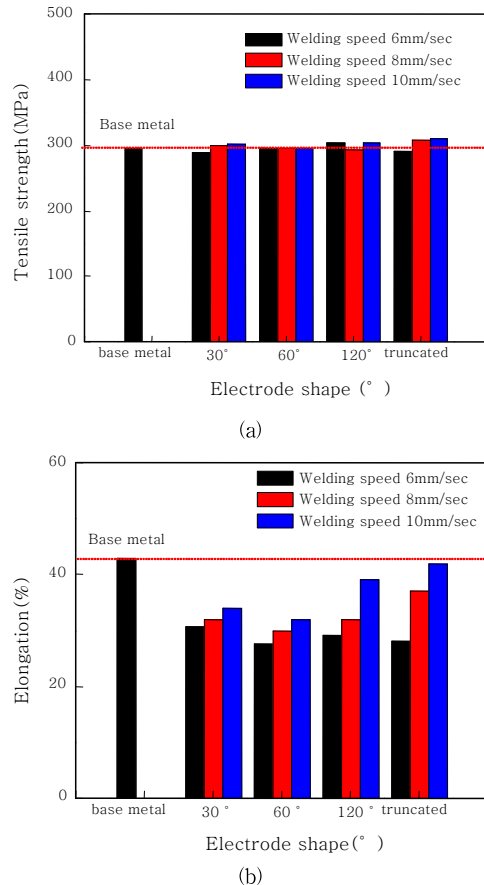 500
Welding speed 6mm/sec
Welding speed 8mm/sec
400
Welding speed 10mm/sec
Base metal
300
200
100
0
base metal 30° 60° 120° truncated
Tensile strength(MPa)
Electrode shape (°)
(a)
60
Welding speed 6mm/sec
Welding speed 8mm/sec
Welding speed 10mm/sec
Base metal
40
20
0
base metal 30 ° 60 ° 120° truncated
Elongation(%)
Electrode shape(°)
(b)